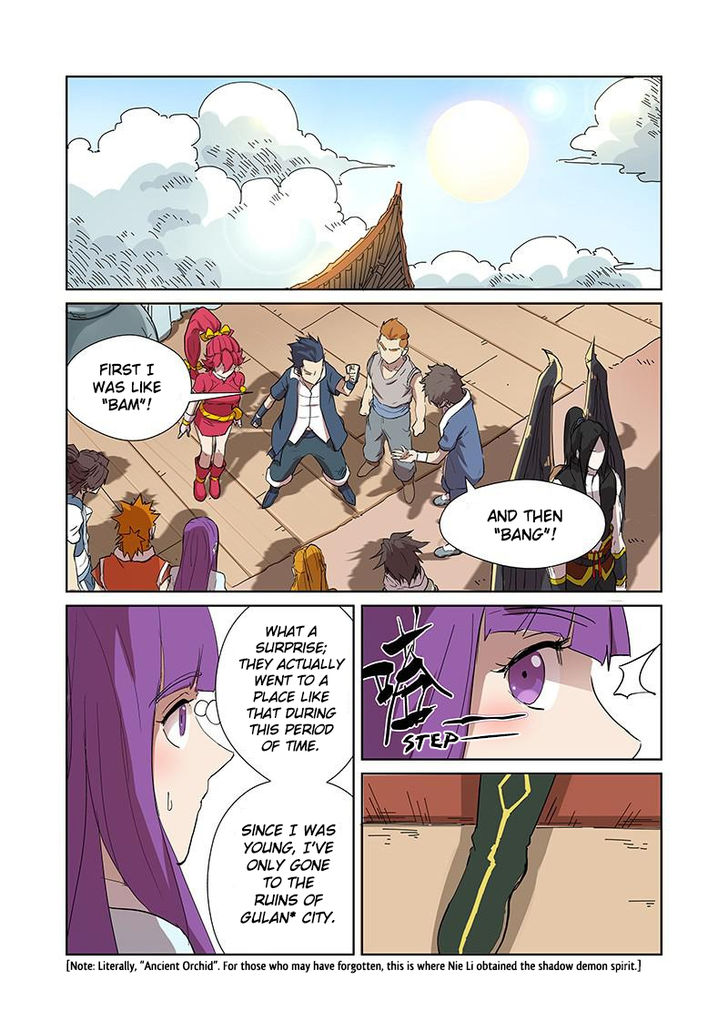 FIRST I
WAS LIKE
"BAM"!
AND THEN
"BANG"!
WHAT A
SURPRISE;
THEY ACTUALLY
WENT TO A
PLACE LIKE
THAT DURING
THIS PERIOD
OF TIME.
SINCE I WAS
YOUNG, I'VE
ONLY GONE
TO THE
RUINS OF
GULAN* CITY.
STEP
[Note: Literally, "Ancient Orchid". For those who may have forgotten, this is where Nie Li obtained the shadow demon spirit.]